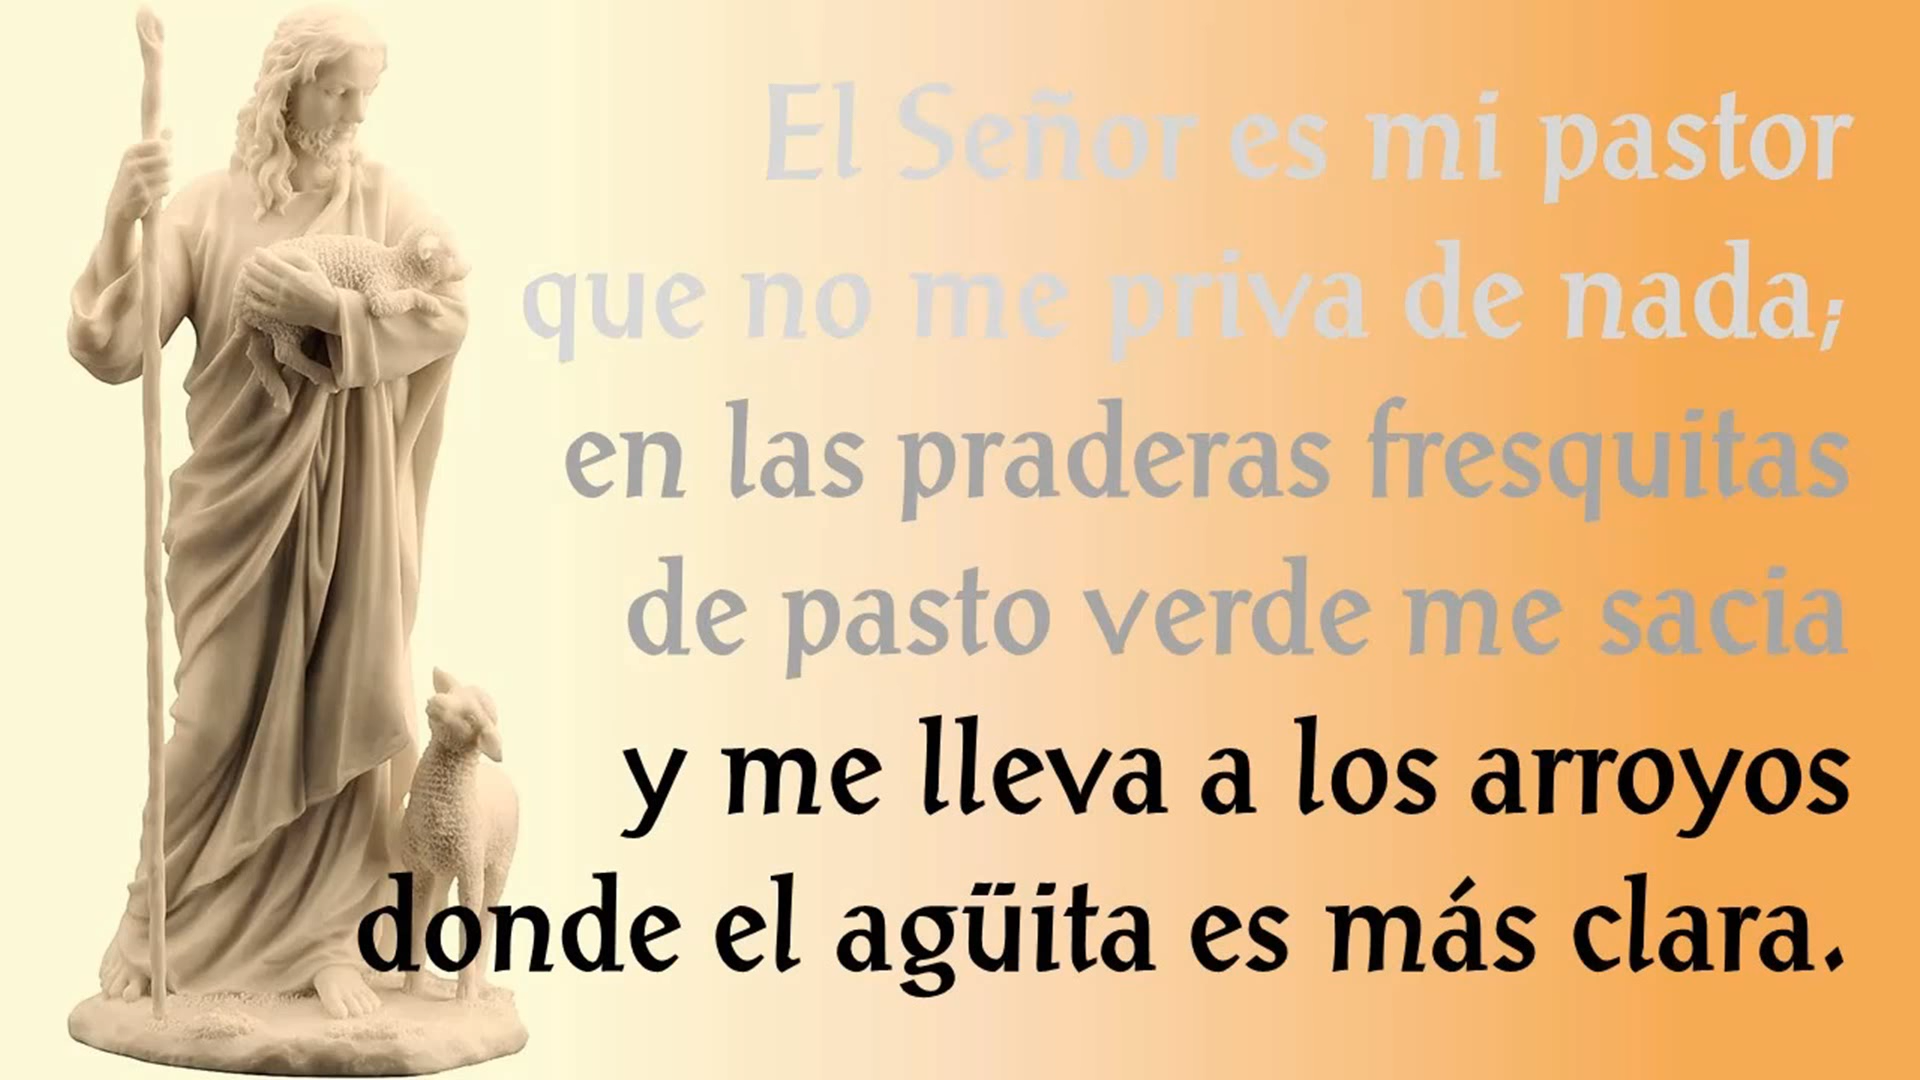 El Señor es mi pastor
que no me priva de nada;
en las praderas fresquitas
de pasto verde me sacia
y me lleva a los arroyos
donde el agüita es más clara.